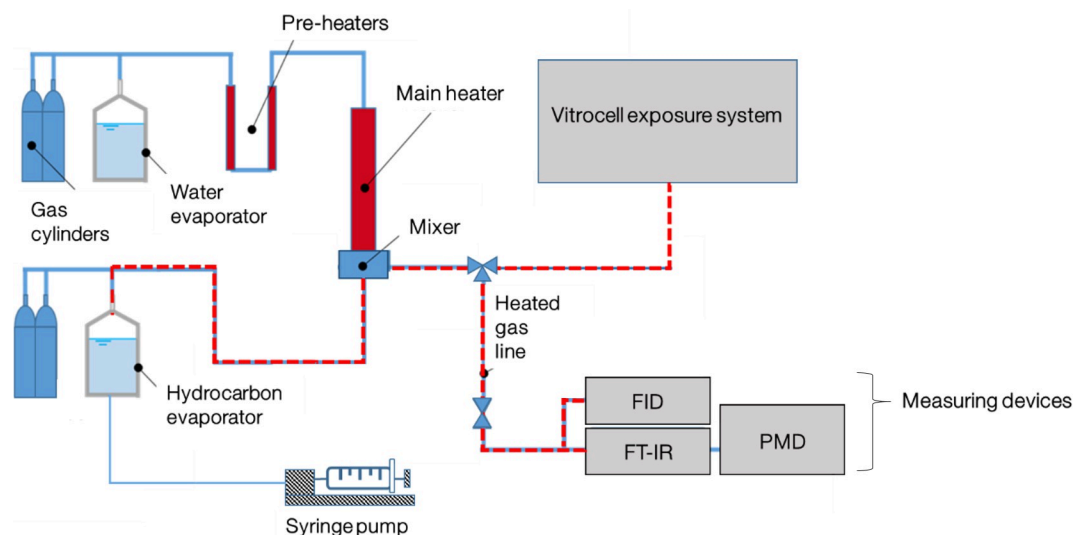 Pre-heaters
Main heater
Vitrocell exposure system
Water
evaporator
Gas
cylinders
Mixer
Heated
gas
line
Hydrocarbon
evaporator
FID
FT-IR
PMD
Measuring devices
Syringe pump